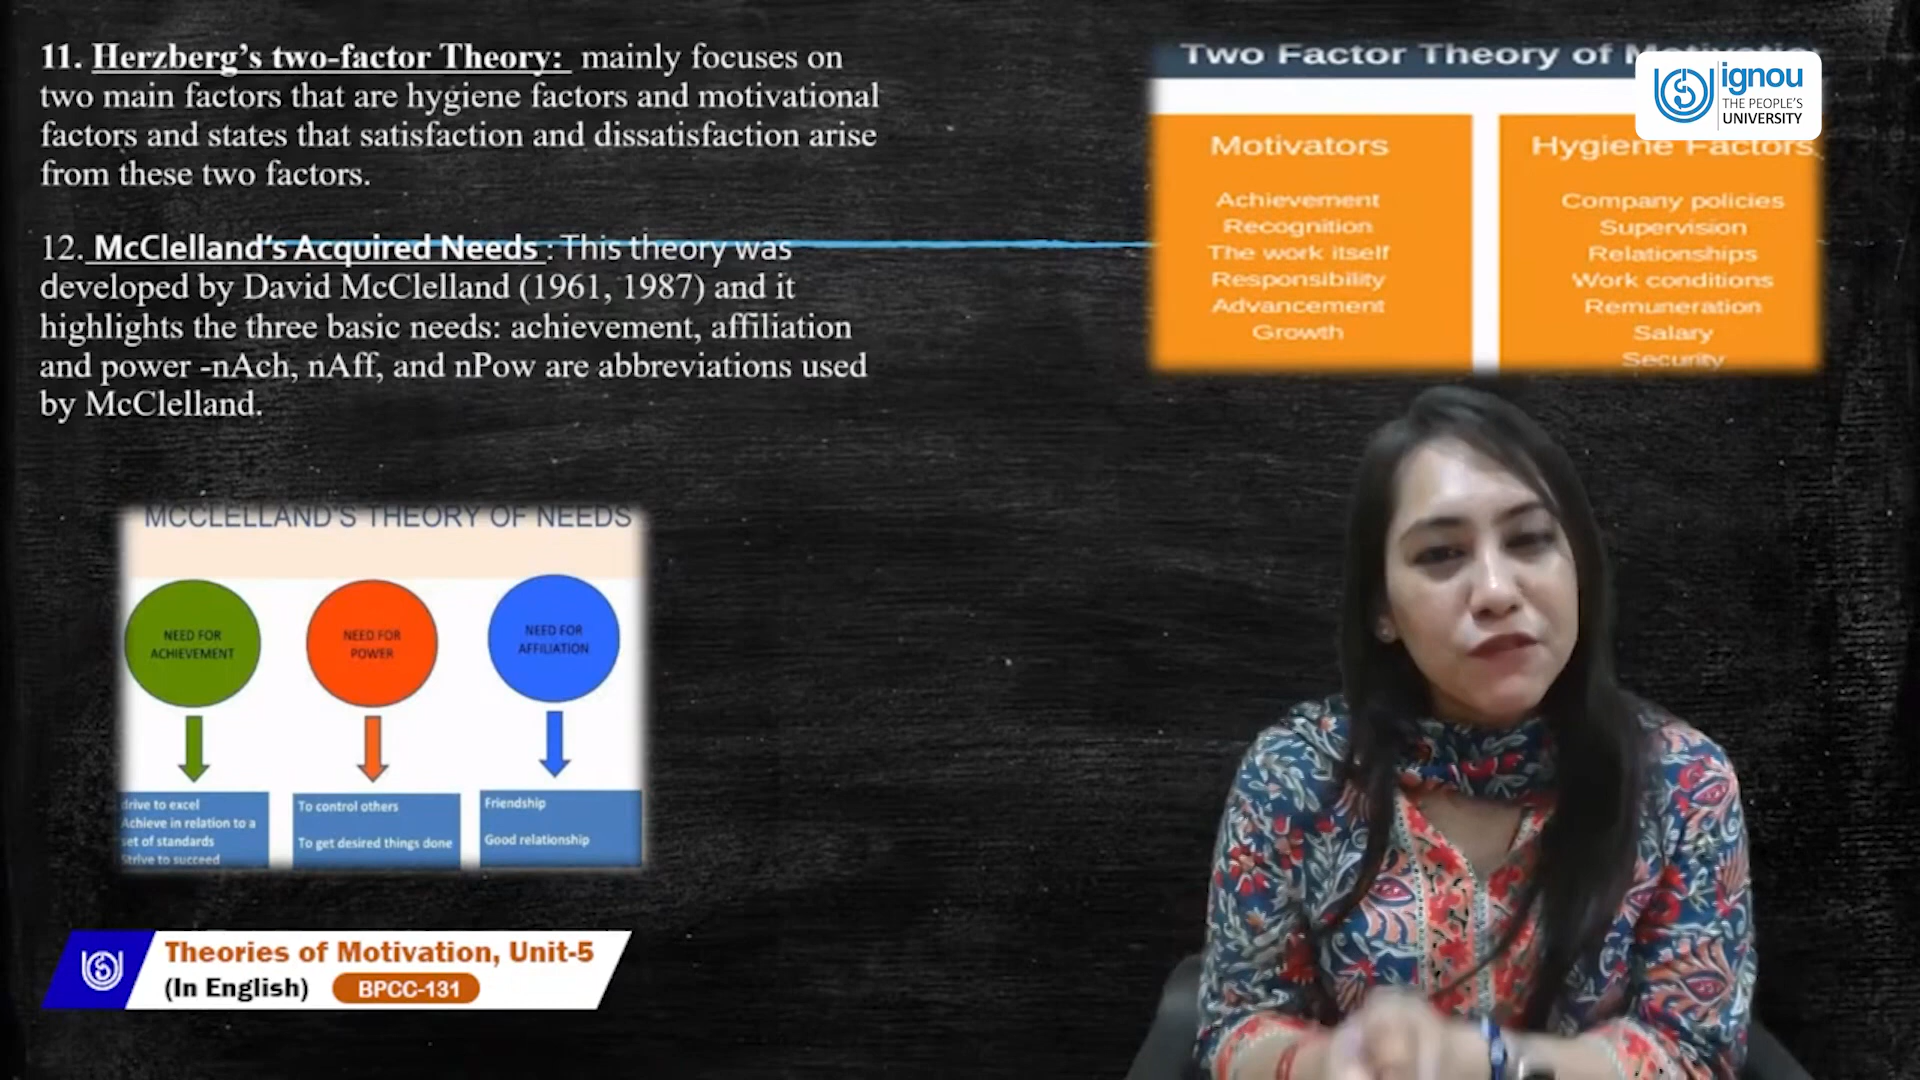 11. Herzberg’s two-factor Theory: mainly focuses on
two main factors that are hygiene factors and motivational
factors and states that satisfaction and dissatisfaction arise
from these two factors.
12. McClelland’s Acquired Needs : This theory was
developed by David McClelland (1961, 1987) and it
highlights the three basic needs: achievement, affiliation
and power -nAch, nAff, and nPow are abbreviations used
by McClelland.
Two Factor Theory of
ignou
THE PEOPLE'S
UNIVERSITY
Motivators
Achievement
Recognition
The work itself
Responsibility
Advancement
Growth
Hygiene Factors
Company policies
Supervision
Relationships
Work conditions
Remuneration
Salary
Security
MCCLELLAND'S THEORY OF NEEDS
NEED FOR
ACHIEVEMENT
NEED FOR
POWER
NEED FOR
AFFILIATION
drive to excel
Achieve in relation to a
set of standards
Strive to succeed
To control others
To get desired things done
Friendship
Good relationship
Theories of Motivation, Unit-5
(In English) BPCC-131